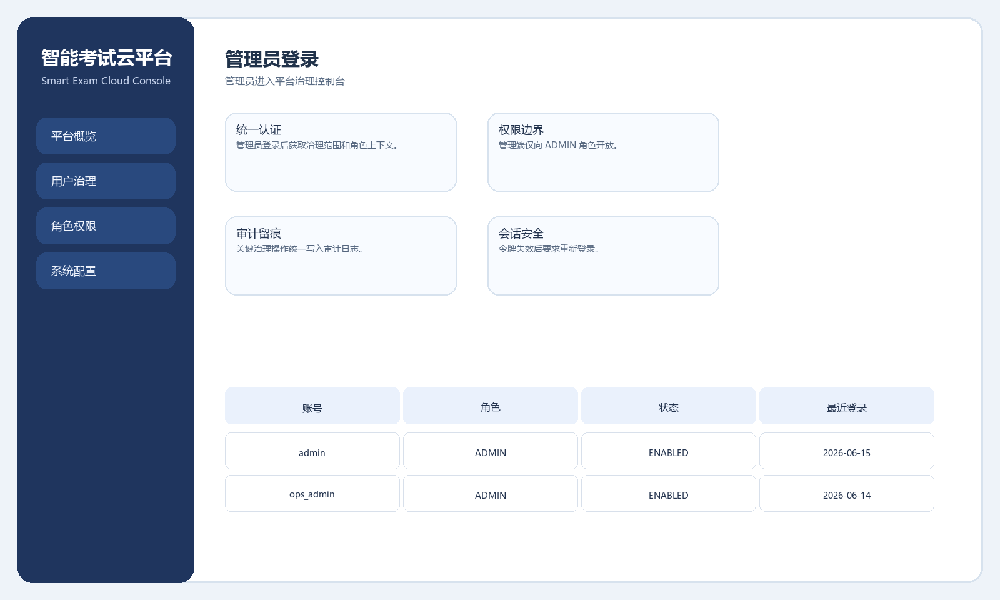 智能考试云平台
Smart Exam Cloud Console
平台概览
用户治理
角色权限
系统配置
管理员登录
管理员进入平台治理控制台
统一认证
管理员登录后获取治理范围和角色上下文。
权限边界
管理端仅向 ADMIN 角色开放。
审计留痕
关键治理操作统一写入审计日志。
会话安全
令牌失效后要求重新登录。
账号 角色 状态 最近登录
admin ADMIN ENABLED 2026-06-15
ops_admin ADMIN ENABLED 2026-06-14